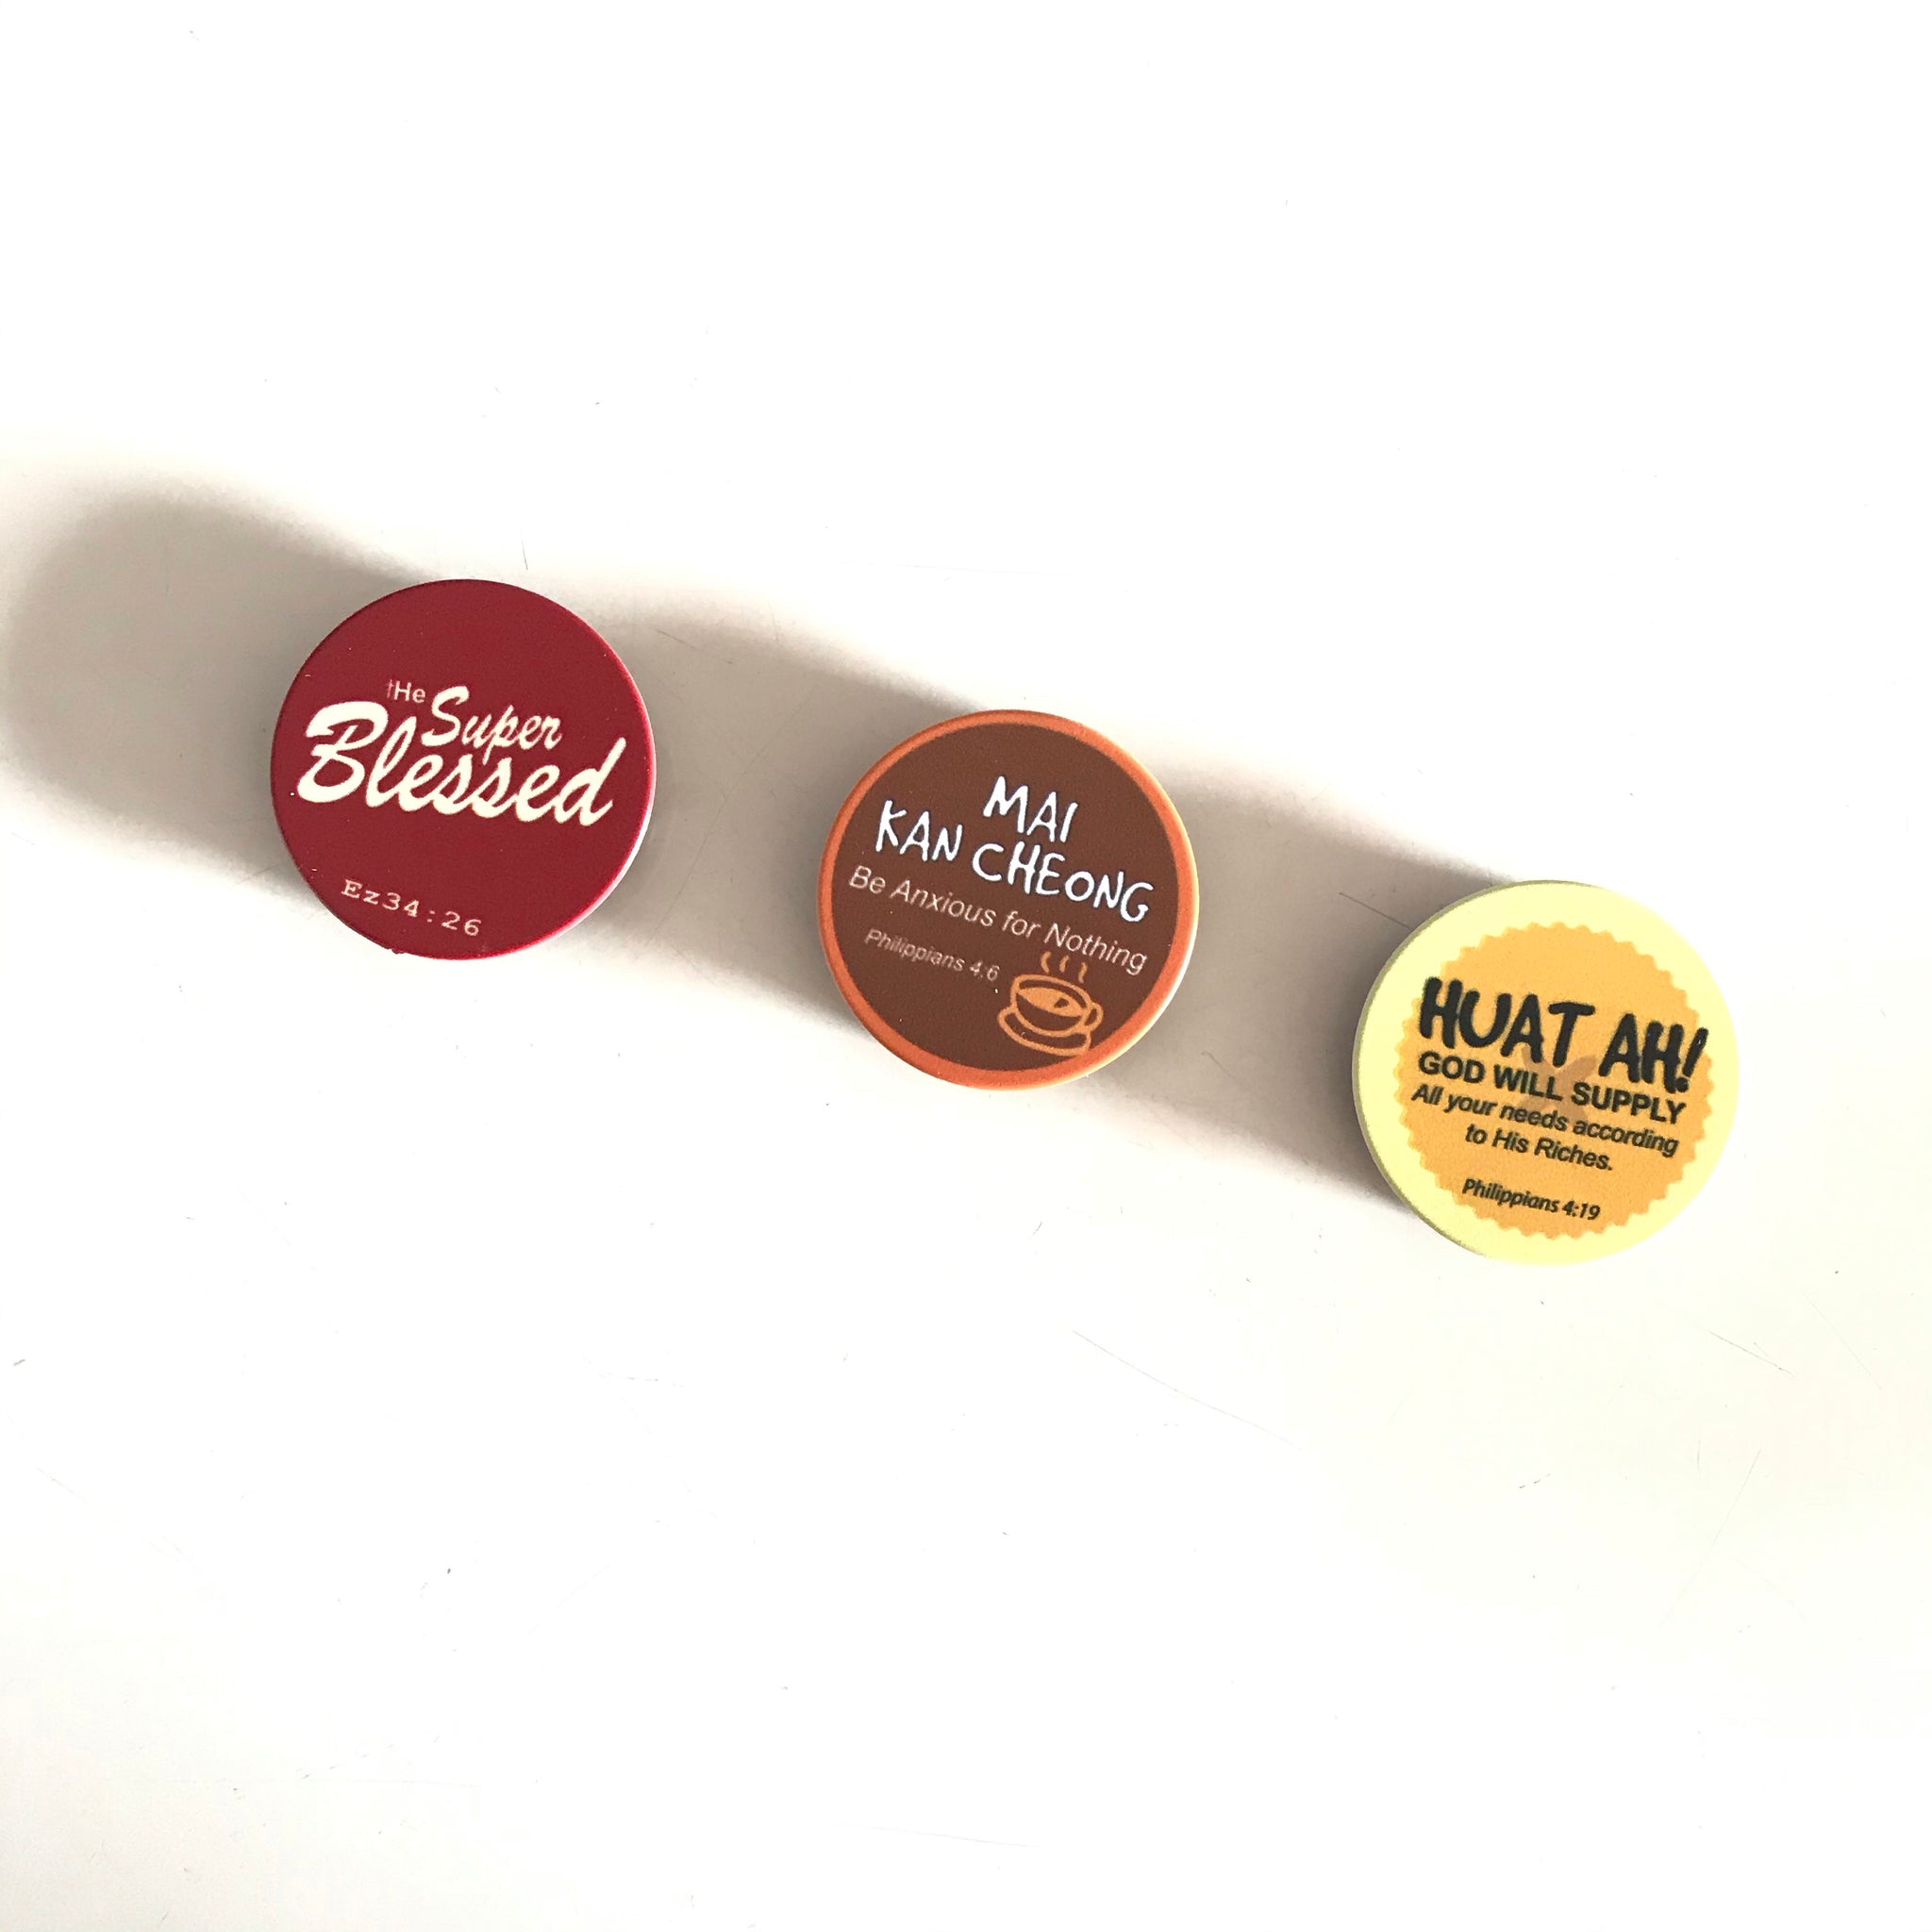 tHe Super
Blessed
Ez34:26
MAI
KAN CHEONG
Be Anxious for Nothing
Philippians 4:6
HUAT AH!
GOD WILL SUPPLY
All your needs according
to His Riches.
Philippians 4:19